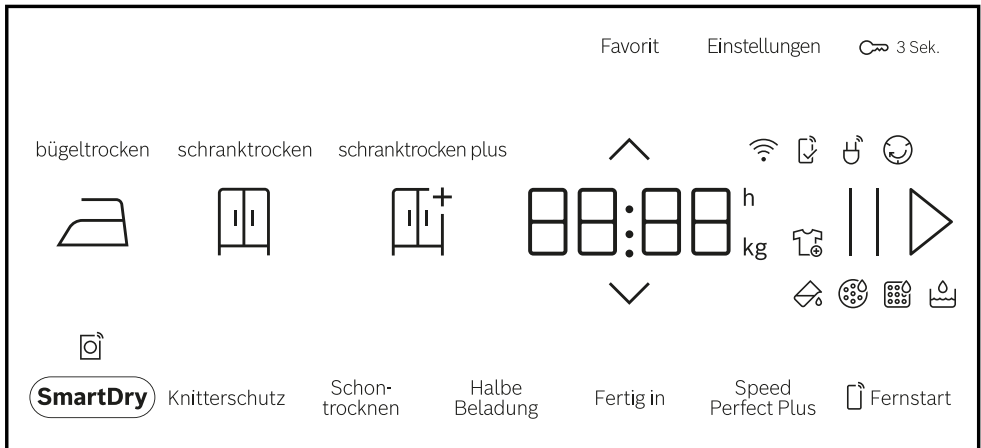 Favorit Einstellungen 3 Sek.
bügeltrocken schranktrocken schranktrocken plus
88:88 h
kg
SmartDry Knitterschutz Schon-
trocknen Halbe
Beladung Fertig in Speed
Perfect Plus Fernstart